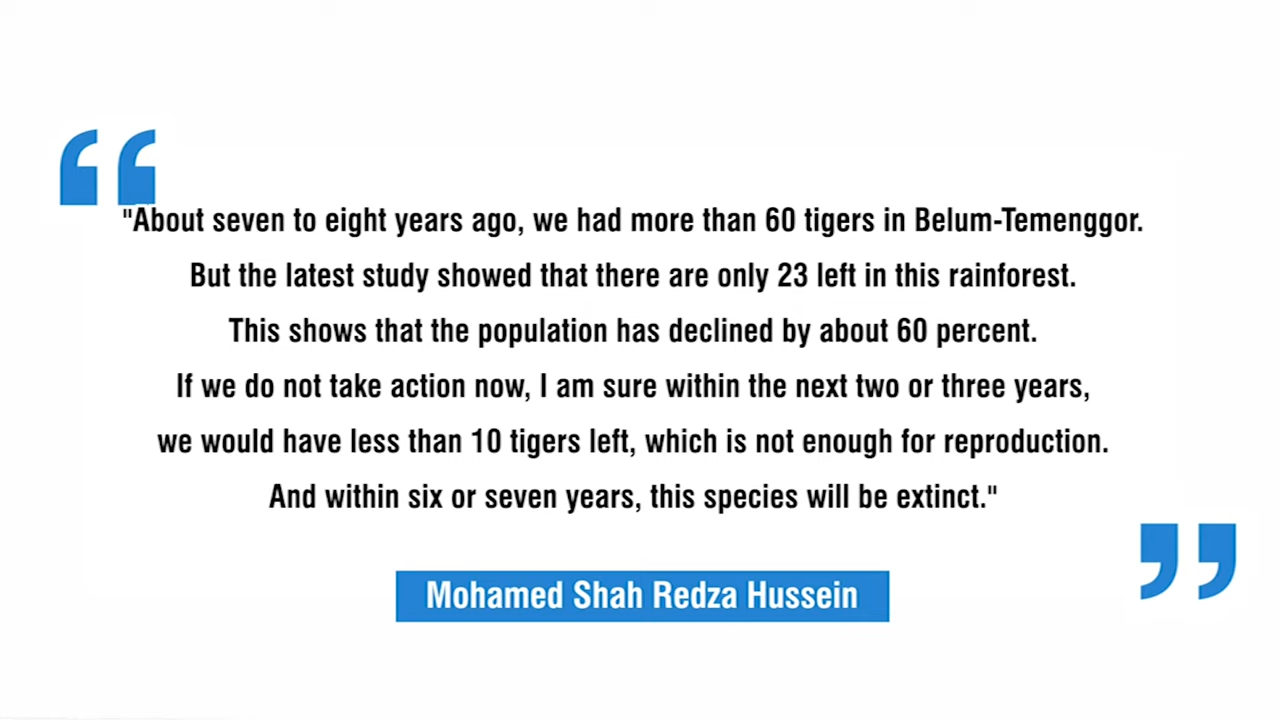 "About seven to eight years ago, we had more than 60 tigers in Belum-Temenggor.
But the latest study showed that there are only 23 left in this rainforest.
This shows that the population has declined by about 60 percent.
If we do not take action now, I am sure within the next two or three years,
we would have less than 10 tigers left, which is not enough for reproduction.
And within six or seven years, this species will be extinct."
Mohamed Shah Redza Hussein